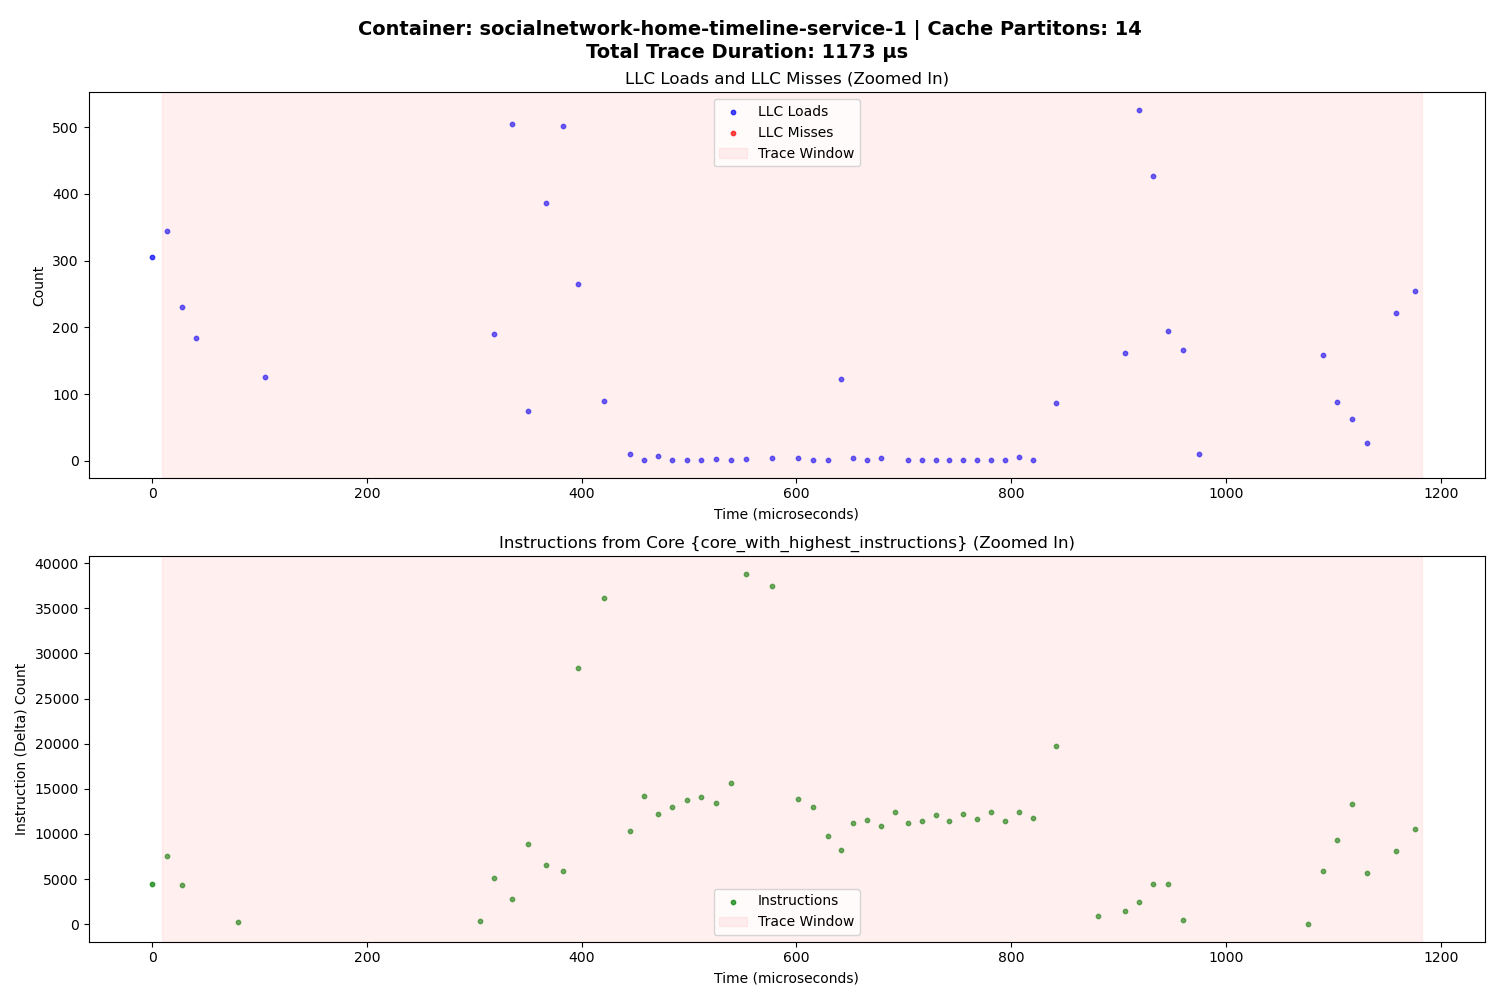 Container: socialnetwork-home-timeline-service-1 | Cache Partitons: 14
Total Trace Duration: 1173 µs
LLC Loads and LLC Misses (Zoomed In)
LLC Loads
LLC Misses
Trace Window
Count
500
400
300
200
100
0
0 200 400 600 800 1000 1200
Time (microseconds)
Instructions from Core {core_with_highest_instructions} (Zoomed In)
Instruction (Delta) Count
40000
35000
30000
25000
20000
15000
10000
5000
0
Instructions
Trace Window
0 200 400 600 800 1000 1200
Time (microseconds)